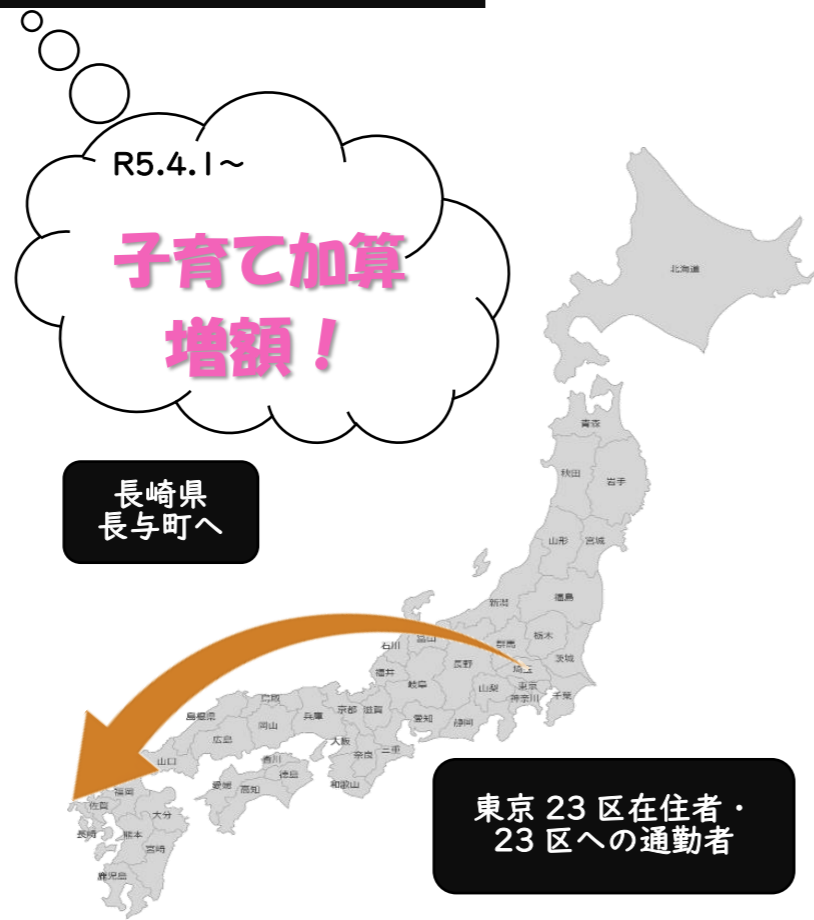 R5.4.1～
子育て加算
増額！
長崎県
長与町へ
北海道
青森
秋田
岩手
山形
宮城
新潟
福島
石川
富山
群馬
栃木
長野
茨城
埼玉
福井
岐阜
山梨
東京
神奈川
千葉
鳥取
島根県
兵庫
京都
滋賀
愛知
静岡
広島
岡山
大阪
三重
奈良
山口
香川
徳島
愛媛
高知
和歌山
福岡
佐賀
大分
長崎
熊本
宮崎
鹿児島
東京 23 区在住者・
23 区への通勤者